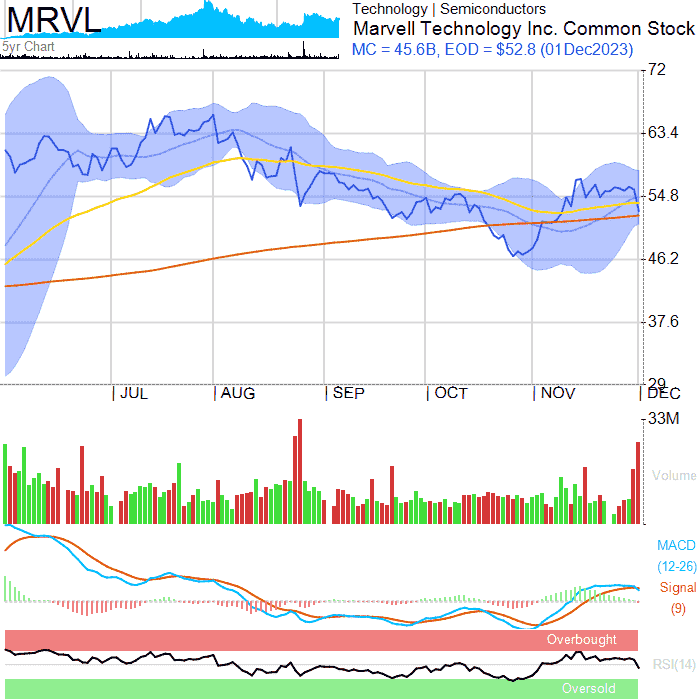 MRVL
5yr Chart
Technology | Semiconductors
Marvell Technology Inc. Common Stock
MC = 45.6B, EOD = $52.8 (01Dec2023)
72
63.4
54.8
46.2
37.6
29
JUL AUG SEP OCT NOV DEC
33M
Volume
MACD
(12-26)
Signal
(9)
Overbought
RSI(14)
Oversold